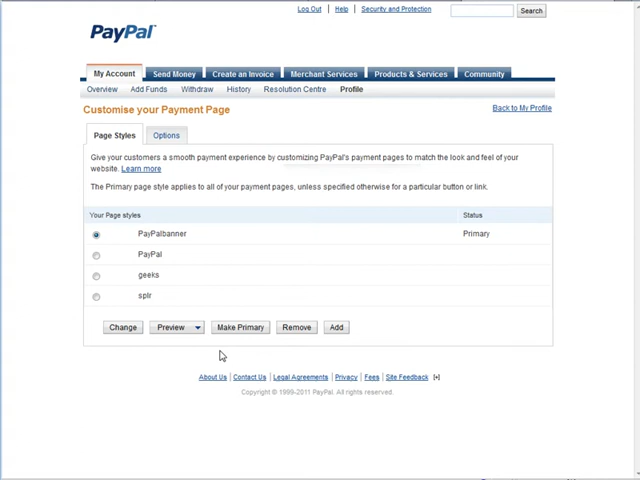 Log Out | Help | Security and Protection
Search
PayPal
My Account Send Money Create an Invoice Merchant Services Products & Services Community
Overview Add Funds Withdraw History Resolution Centre Profile
Customise your Payment Page
Back to My Profile
Page Styles Options
Give your customers a smooth payment experience by customizing PayPal's payment pages to match the look and feel of your
website. Learn more
The Primary page style applies to all of your payment pages, unless specified otherwise for a particular button or link.
Your Page styles Status
PayPalbanner Primary
PayPal
geeks
splr
Change Preview Make Primary Remove Add
About Us | Contact Us | Legal Agreements | Privacy | Fees | Site Feedback [+]
Copyright © 1999-2011 PayPal. All rights reserved.